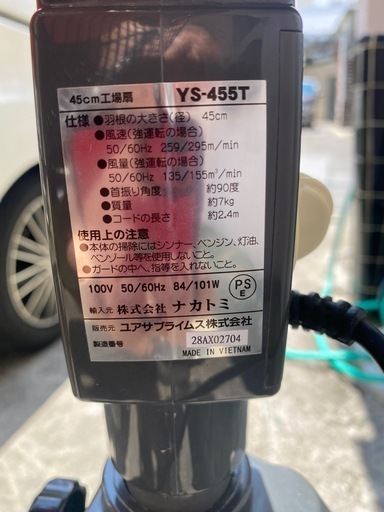 45cm工場扇 YS-455T
仕様 ●羽根の大きさ(径) 45cm
●風速(強運転の場合)
50/60Hz 259/295m/min
●風量(強運転の場合)
50/60Hz 135/155m³/min
●首振り角度 約90度
●質量 約7kg
●コードの長さ 約2.4m
使用上の注意
●本体の掃除にはシンナー、ベンジン、灯油、
ベンゾール等を使用しないこと。
●ガードの中へ、指等を入れないこと。
100V 50/60Hz 84/101W PSE
輸入元 株式会社 ナカトミ
販売元 ユアサプライムス株式会社
製造番号 28AX02704
MADE IN VIETNAM